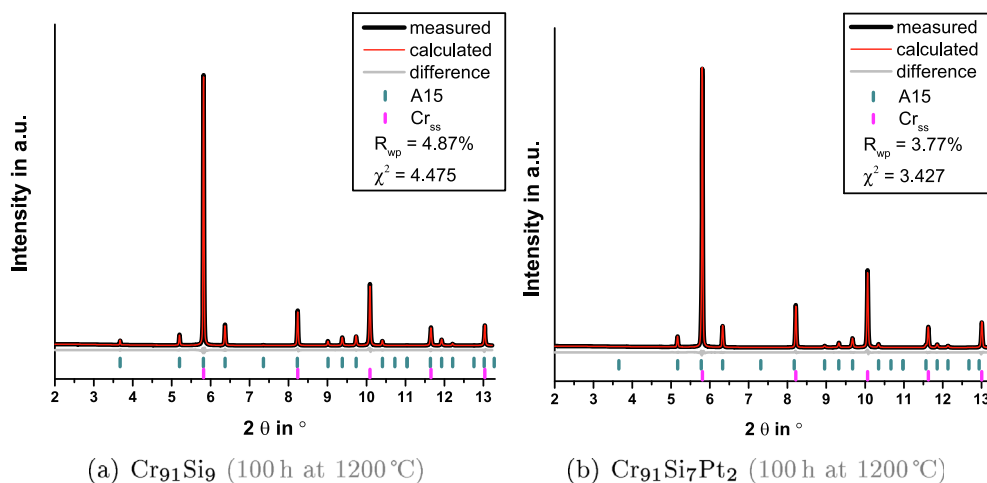 measured
calculated
difference
A15
Cr_ss
R_wp = 4.87%
χ² = 4.475
Intensity in a.u.
2 3 4 5 6 7 8 9 10 11 12 13
2 θ in °
(a) Cr₉₁Si₉ (100 h at 1200 °C)
measured
calculated
difference
A15
Cr_ss
R_wp = 3.77%
χ² = 3.427
Intensity in a.u.
2 3 4 5 6 7 8 9 10 11 12 13
2 θ in °
(b) Cr₉₁Si₇Pt₂ (100 h at 1200 °C)